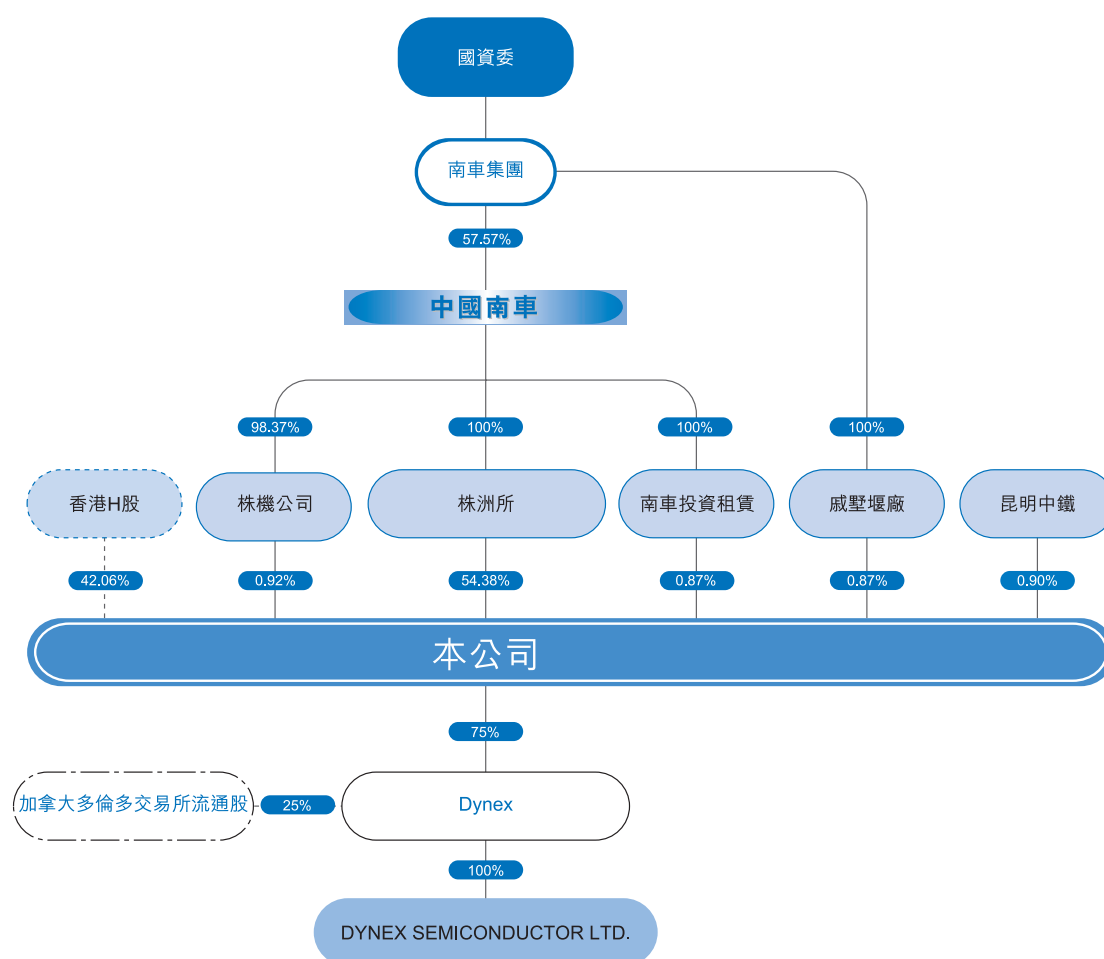 國資委
南車集團
57.57%
中國南車
98.37%
100%
100%
100%
香港H股
株機公司
株洲所
南車投資租賃
戚墅堰廠
昆明中鐵
42.06%
0.92%
54.38%
0.87%
0.87%
0.90%
本公司
75%
加拿大多倫多交易所流通股
25%
Dynex
100%
DYNEX SEMICONDUCTOR LTD.